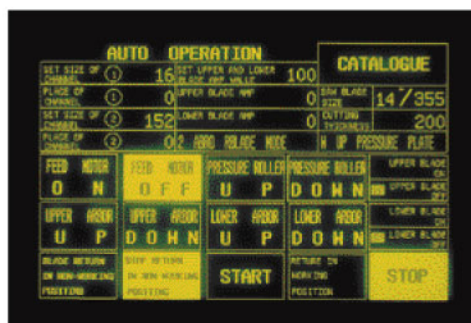 AUTO OPERATION
CATALOGUE
SET SIZE OF CHANNEL ① 16
SET UPPER AND LOWER BLADE AMP VALUE 100
SAW BLADE SIZE 14"/355
PLACE OF CHANNEL ① 0
UPPER BLADE AMP 0
SET SIZE OF CHANNEL ② 152
LOWER BLADE AMP 0
CUTTING THICKNESS 200
PLACE OF CHANNEL ② 0
2 ABRO RBLADE MODE
N UP PRESSURE PLATE
FEED MOTOR ON
FEED MOTOR OFF
PRESSURE ROLLER UP
PRESSURE ROLLER DOWN
UPPER BLADE ON
UPPER BLADE OFF
UPPER ARBOR UP
UPPER ARBOR DOWN
LOWER ARBOR UP
LOWER ARBOR DOWN
LOWER BLADE ON
LOWER BLADE OFF
BLADE RETURN IN NON-WORKING POSITING
STOP RETURN IN NON-WORKING POSITING
START
RETURE IN WORKING POSITION
STOP